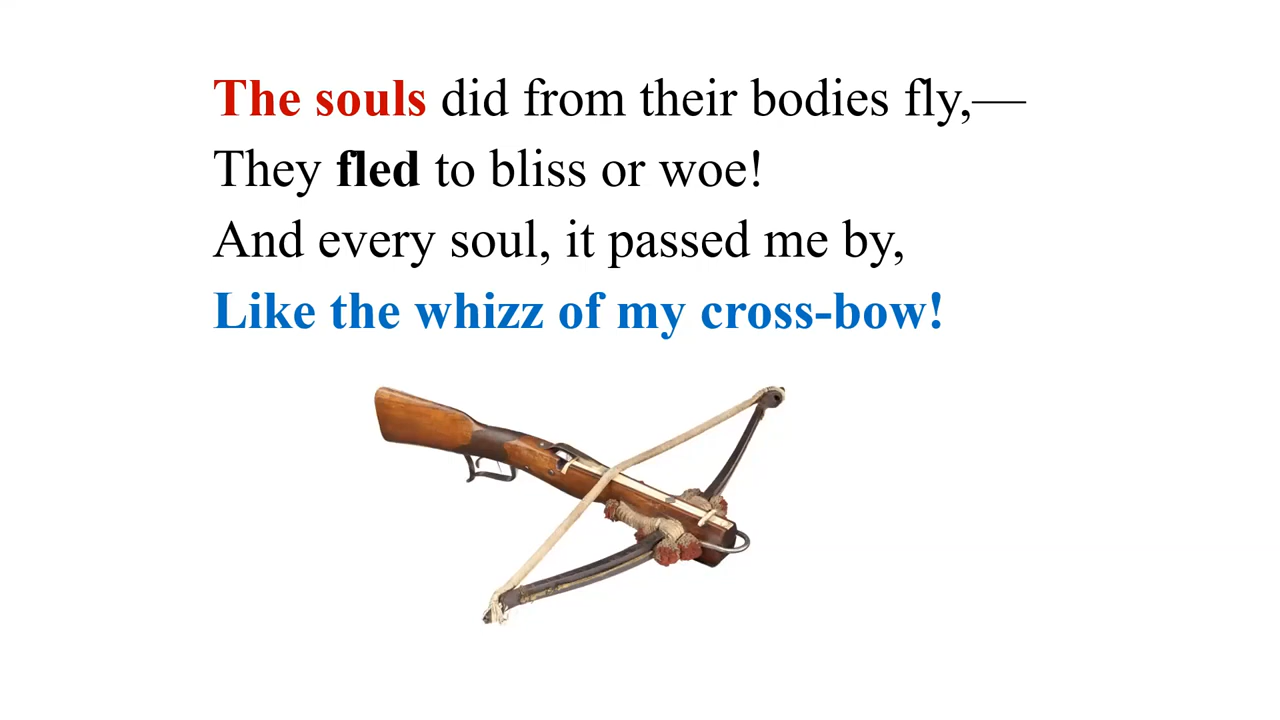 The souls did from their bodies fly,—
They fled to bliss or woe!
And every soul, it passed me by,
Like the whizz of my cross-bow!